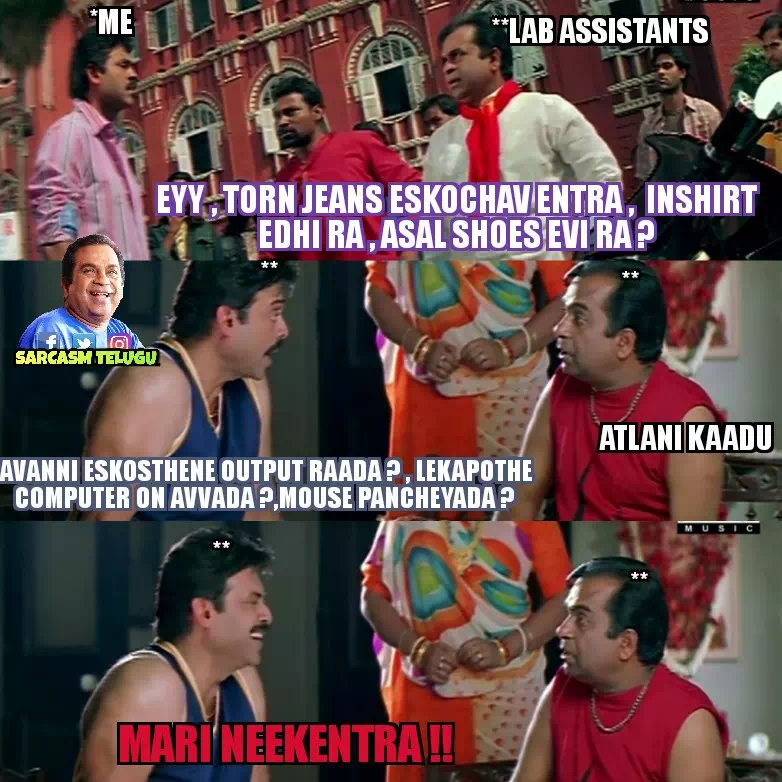 *ME
**LAB ASSISTANTS
EYY , TORN JEANS ESKOCHAV ENTRA , INSHIRT
EDHI RA , ASAL SHOES EVI RA ?
**
**
SARCASM TELUGU
ATLANI KAADU
AVANNI ESKOSTHENE OUTPUT RAADA ? , LEKAPOTHE
COMPUTER ON AVVADA ?,MOUSE PANCHEYADA ?
MUSIC
**
**
MARI NEEKENTRA !!